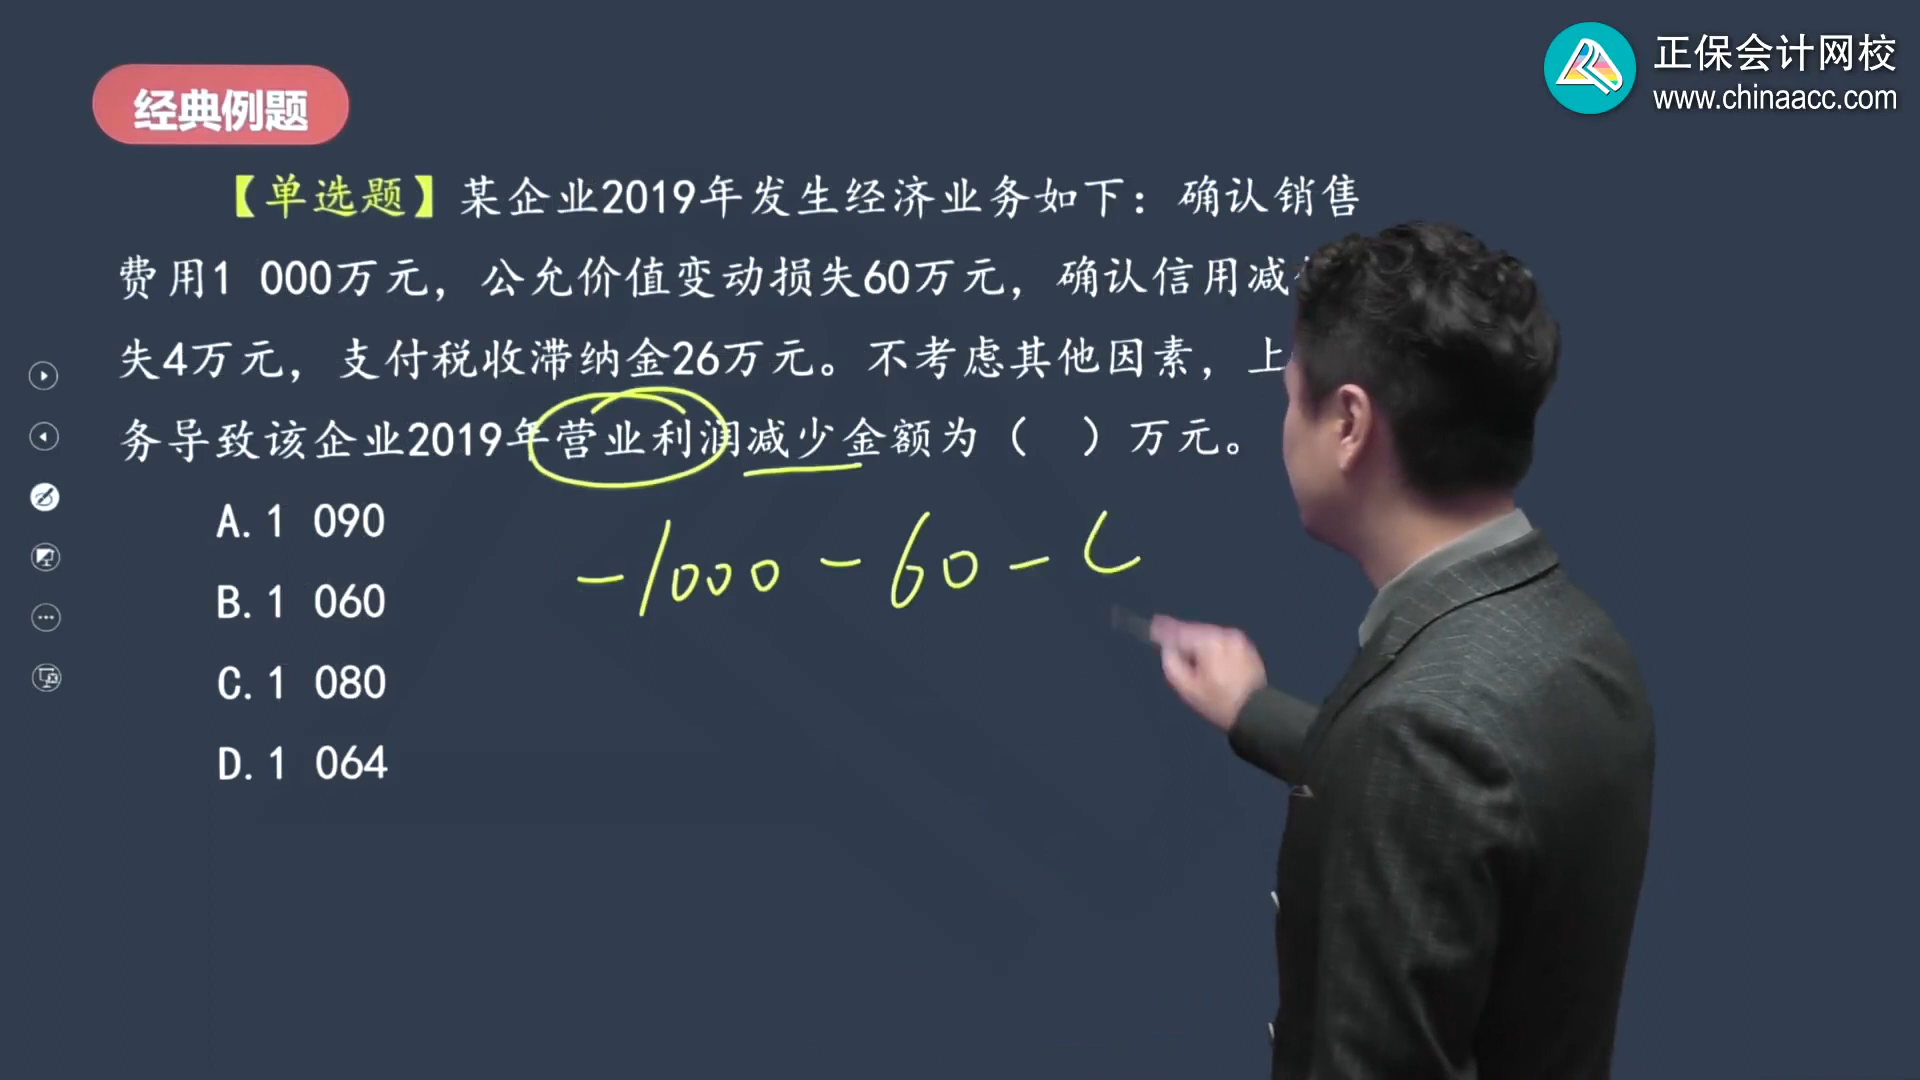 正保会计网校
www.chinaacc.com
经典例题
【单选题】某企业2019年发生经济业务如下：确认销售
费用1 000万元，公允价值变动损失60万元，确认信用减
失4万元，支付税收滞纳金26万元。不考虑其他因素，上
务导致该企业2019年营业利润减少金额为（ ）万元。
A.1 090
-1000-60-
B.1 060
C.1 080
D.1 064